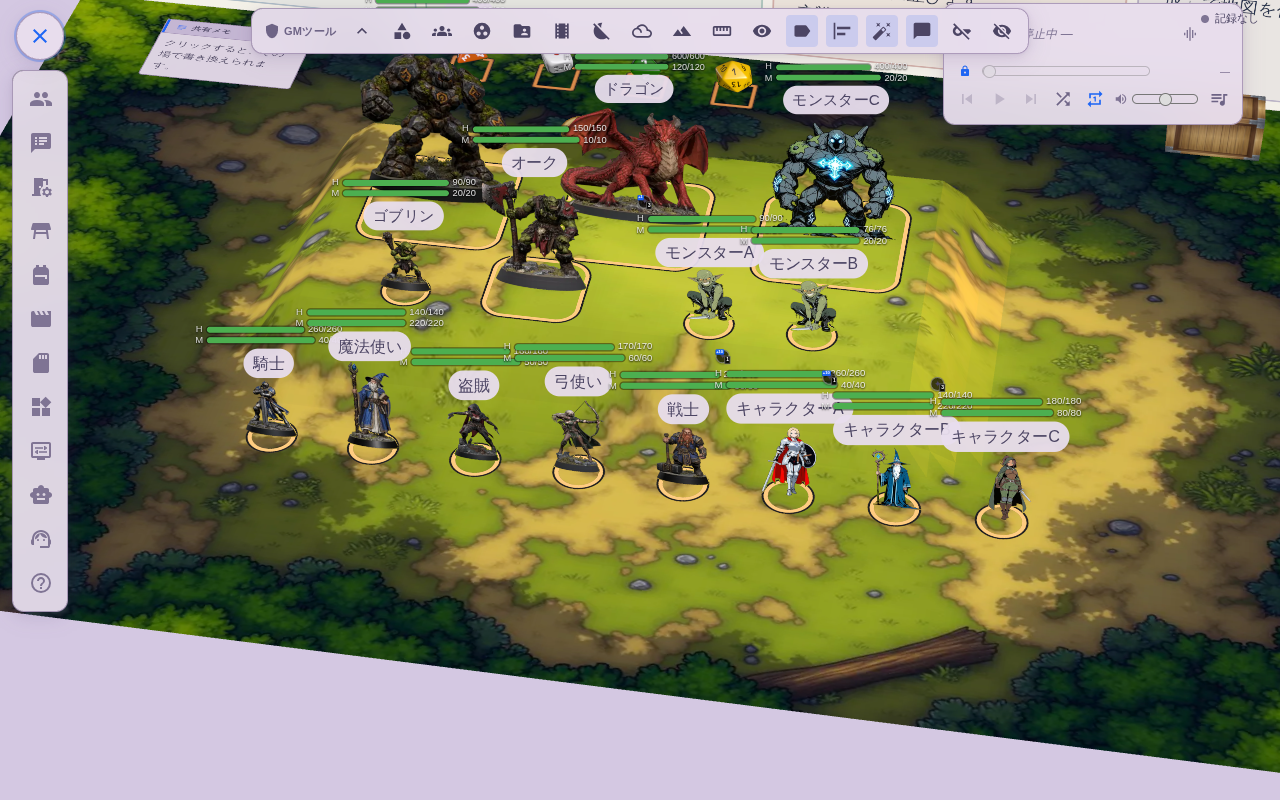 共有メモ
クリックすると
場で書き換えられま
す。
GMツール
記録なし
停止中 —
H 600/600
M 120/120
ドラゴン
H 400/400
M 20/20
モンスターC
H 150/150
M 10/10
オーク
H 90/90
M 20/20
ゴブリン
H 90/90
M
モンスターA
H 76/76
M 20/20
モンスターB
H 260/260
M 40
騎士
H 140/140
M 220/220
魔法使い
盗賊
H 170/170
M 60/60
弓使い
H
M
戦士
H 260/260
M 40/40
キャラクター
H 140/140
M 220/220
キャラクター
H 180/180
M 80/80
キャラクターC